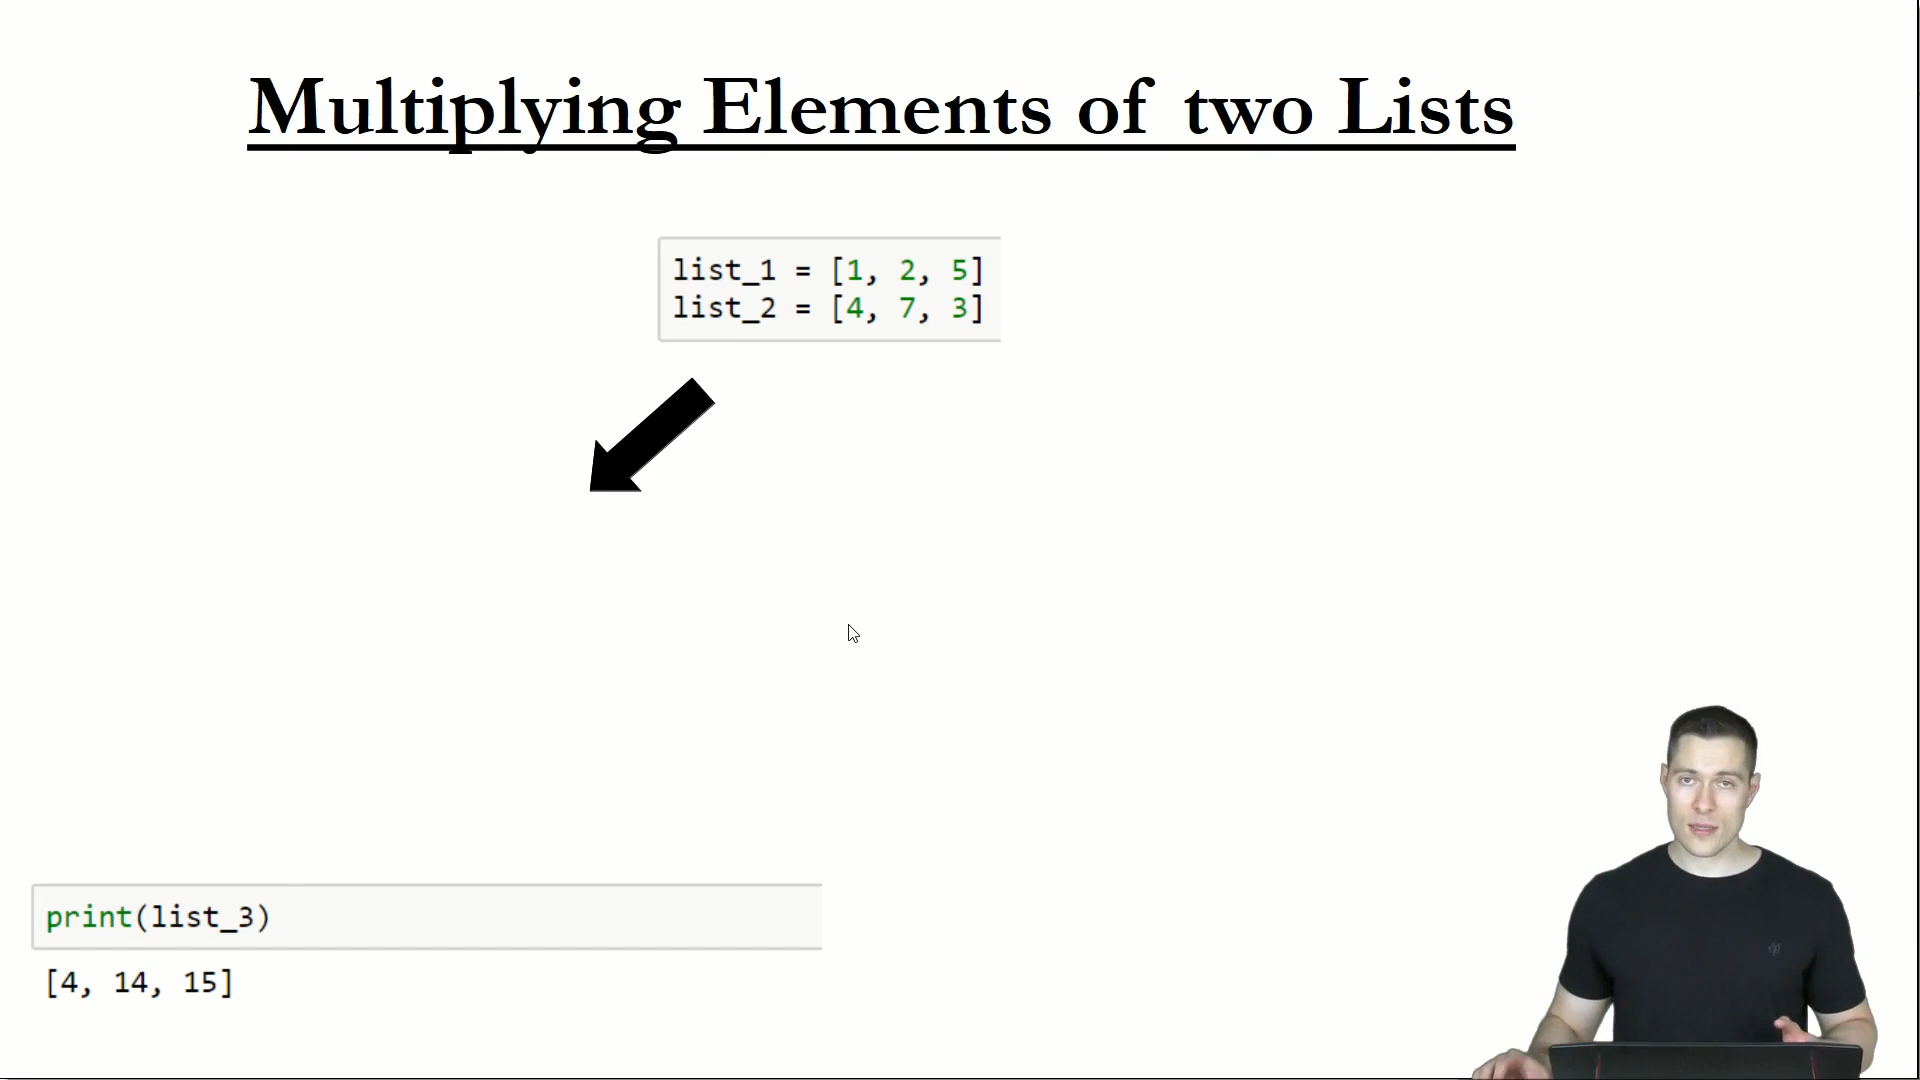 Multiplying Elements of two Lists
list_1 = [1, 2, 5]
list_2 = [4, 7, 3]
print(list_3)
[4, 14, 15]